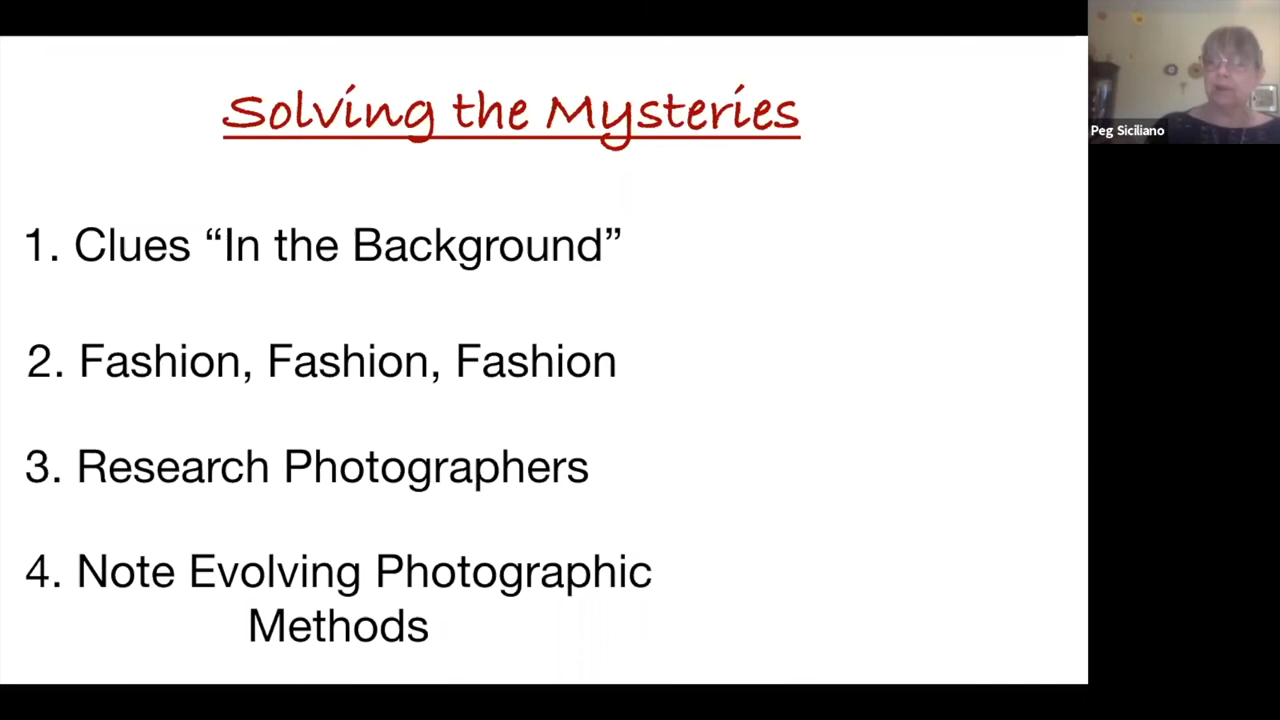 Solving the Mysteries
1. Clues “In the Background”
2. Fashion, Fashion, Fashion
3. Research Photographers
4. Note Evolving Photographic
Methods
Peg Siciliano